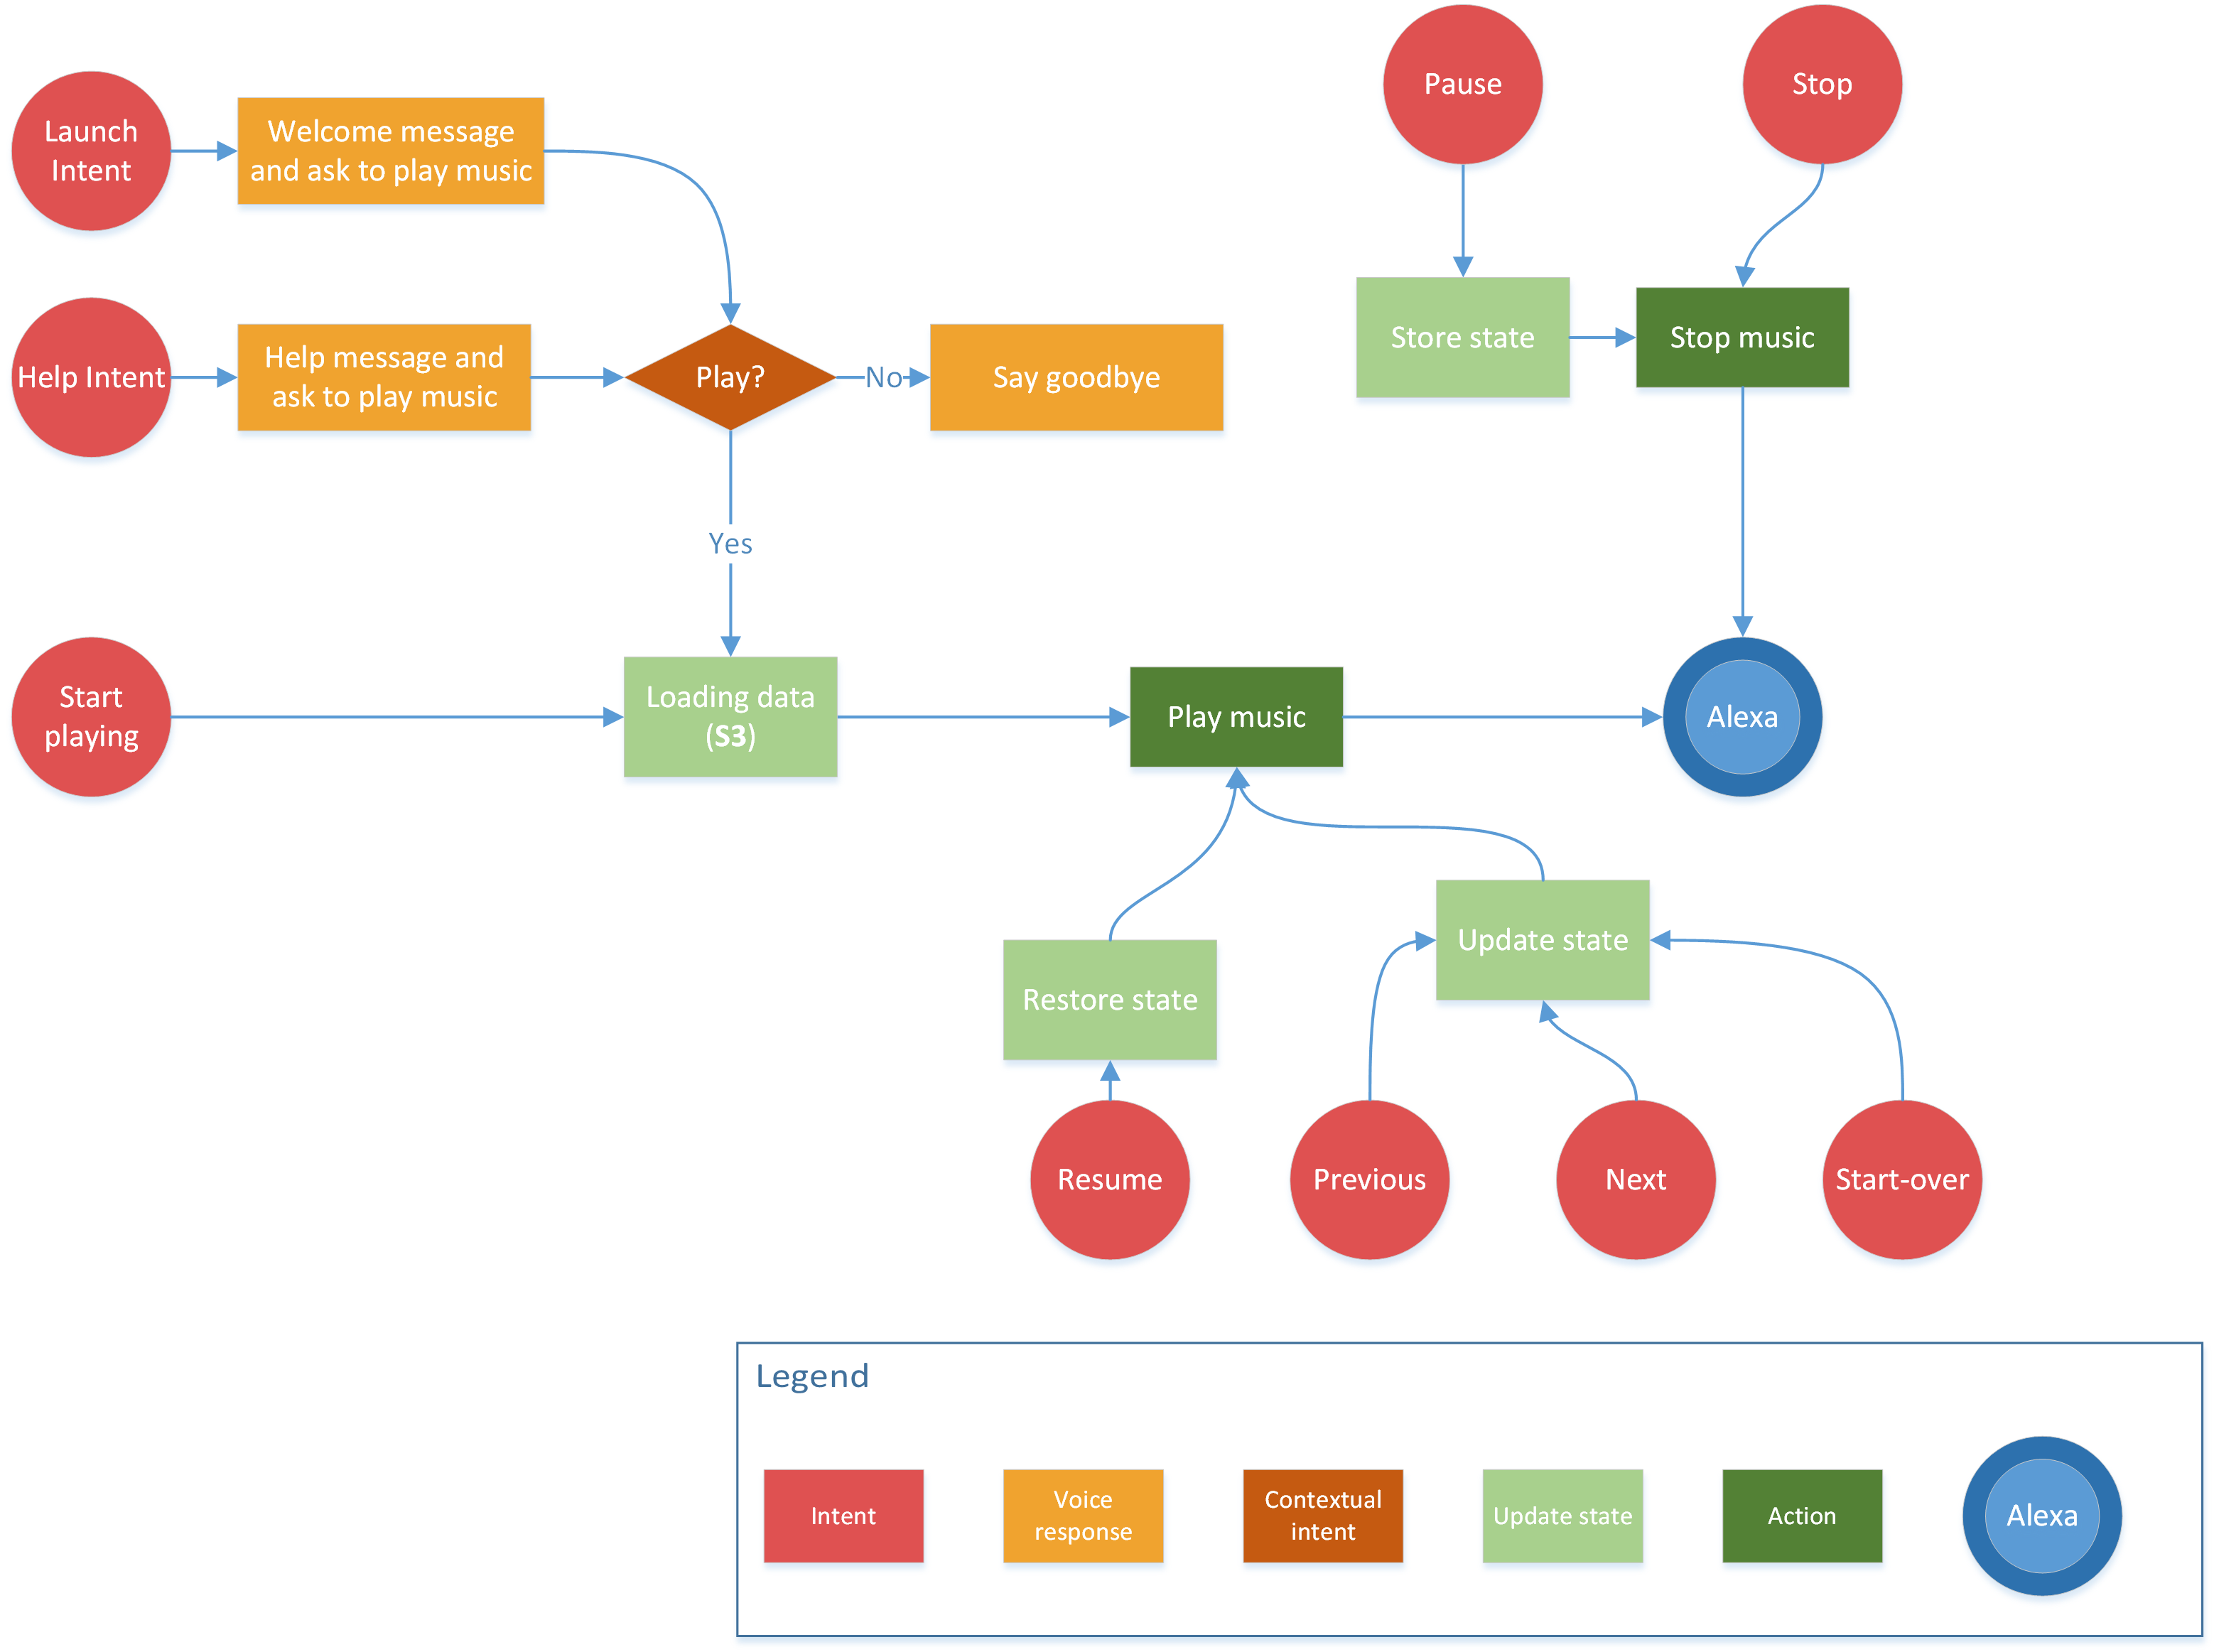 Pause
Stop
Launch
Intent
Welcome message
and ask to play music
Help Intent
Help message and
ask to play music
Play?
No
Say goodbye
Store state
Stop music
Yes
Start
playing
Loading data
(S3)
Play music
Alexa
Update state
Restore state
Resume
Previous
Next
Start-over
Legend
Intent
Voice
response
Contextual
intent
Update state
Action
Alexa